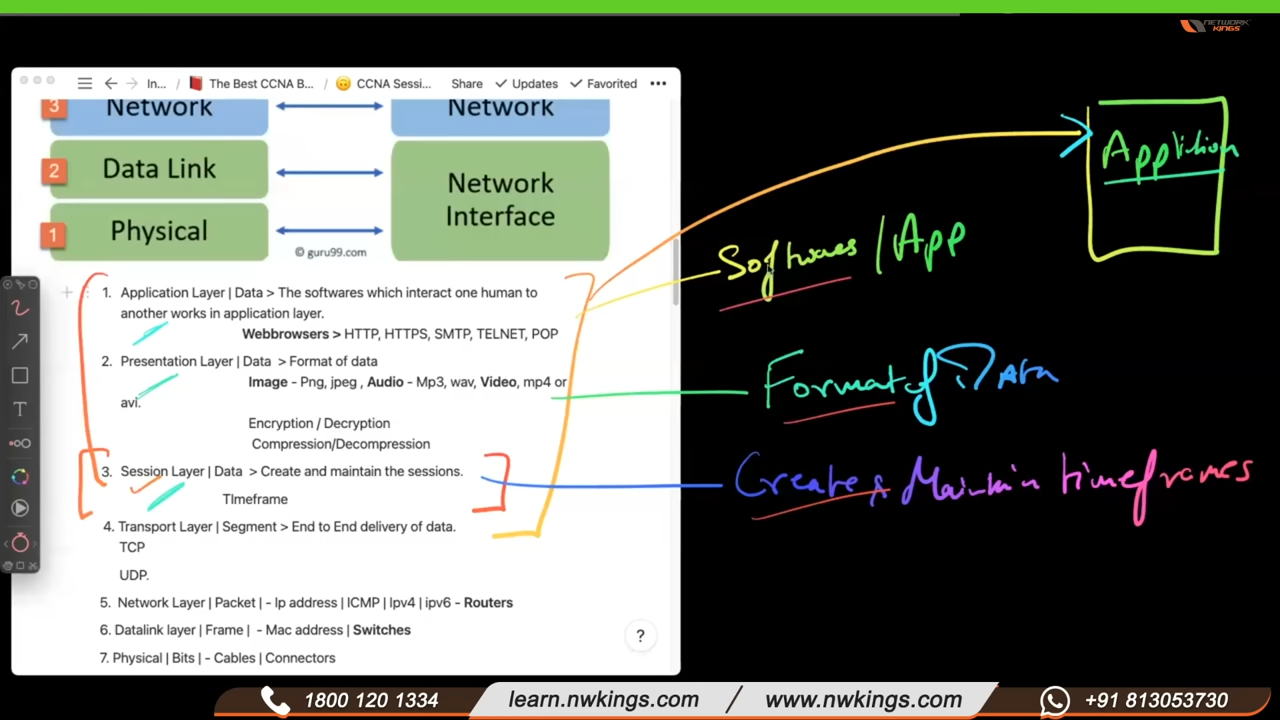 NETWORK
KINGS
In... / The Best CCNA B... / CCNA Sessi... Share Updates Favorited •••
3 Network Network
2 Data Link
Network
Interface
1 Physical
© guru99.com
Application
Softwares / App
1. Application Layer | Data > The softwares which interact one human to
another works in application layer.
Webbrowsers > HTTP, HTTPS, SMTP, TELNET, POP
2. Presentation Layer | Data > Format of data
Image - Png, jpeg , Audio - Mp3, wav, Video, mp4 or
avi.
Format of Data
Encryption / Decryption
Compression/Decompression
3. Session Layer | Data > Create and maintain the sessions.
TImeframe
Create & Maintain timeframes
4. Transport Layer | Segment > End to End delivery of data.
TCP
UDP.
5. Network Layer | Packet | - Ip address | ICMP | Ipv4 | ipv6 - Routers
6. Datalink layer | Frame | - Mac address | Switches
7. Physical | Bits | - Cables | Connectors
?
1800 120 1334 learn.nwkings.com / www.nwkings.com +91 813053730